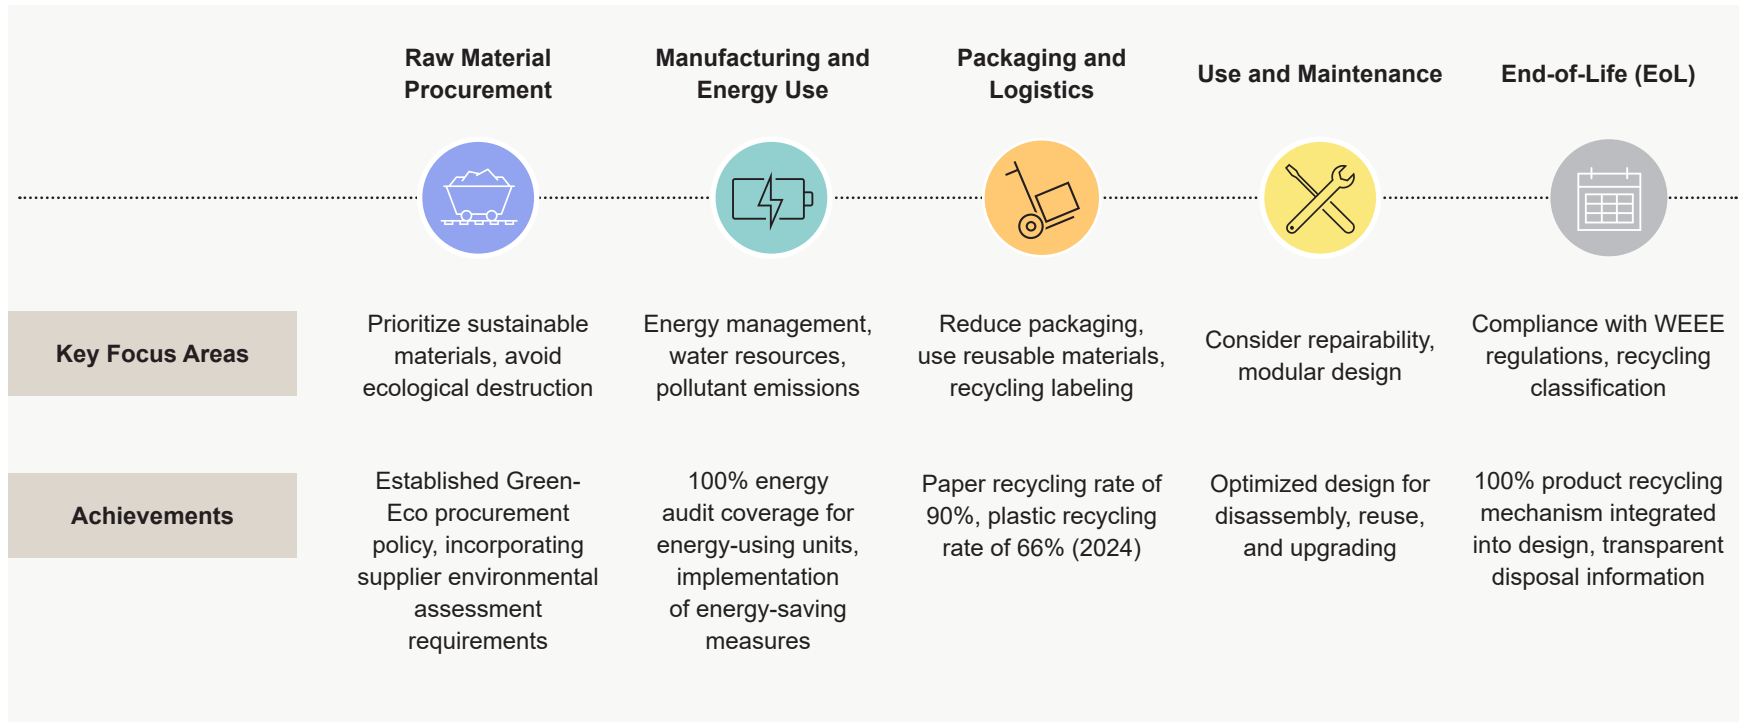 Raw Material
Procurement
Manufacturing and
Energy Use
Packaging and
Logistics
Use and Maintenance
End-of-Life (EoL)
Key Focus Areas
Prioritize sustainable
materials, avoid
ecological destruction
Energy management,
water resources,
pollutant emissions
Reduce packaging,
use reusable materials,
recycling labeling
Consider repairability,
modular design
Compliance with WEEE
regulations, recycling
classification
Achievements
Established Green-
Eco procurement
policy, incorporating
supplier environmental
assessment
requirements
100% energy
audit coverage for
energy-using units,
implementation
of energy-saving
measures
Paper recycling rate of
90%, plastic recycling
rate of 66% (2024)
Optimized design for
disassembly, reuse,
and upgrading
100% product recycling
mechanism integrated
into design, transparent
disposal information